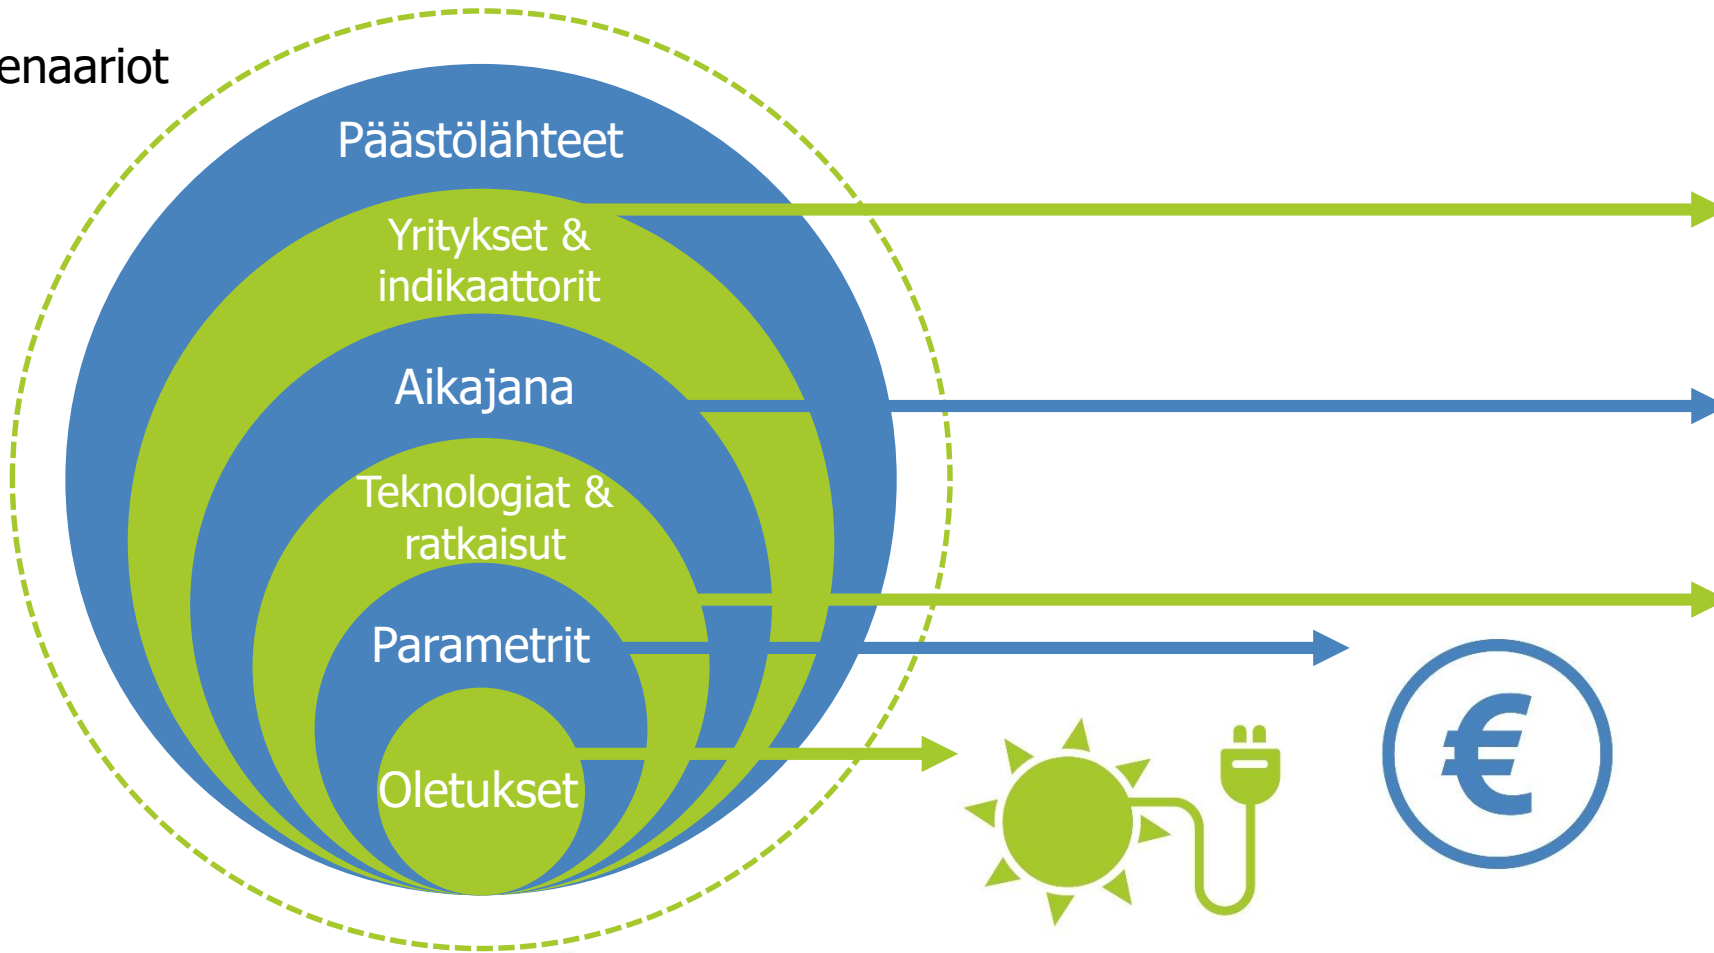 enaariot
Päästölähteet
Yritykset &
indikaattorit
Aikajana
Teknologiat &
ratkaisut
Parametrit
Oletukset
€